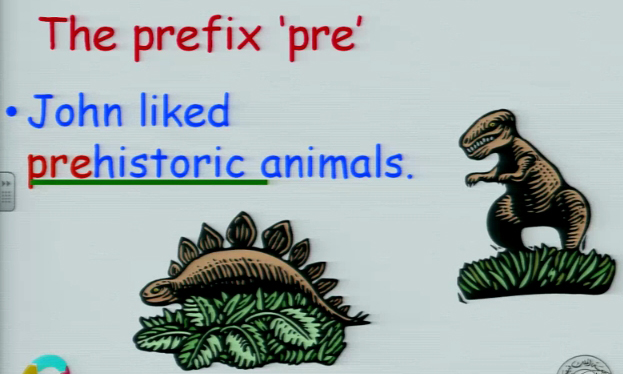 The prefix 'pre'
• John liked
prehistoric animals.